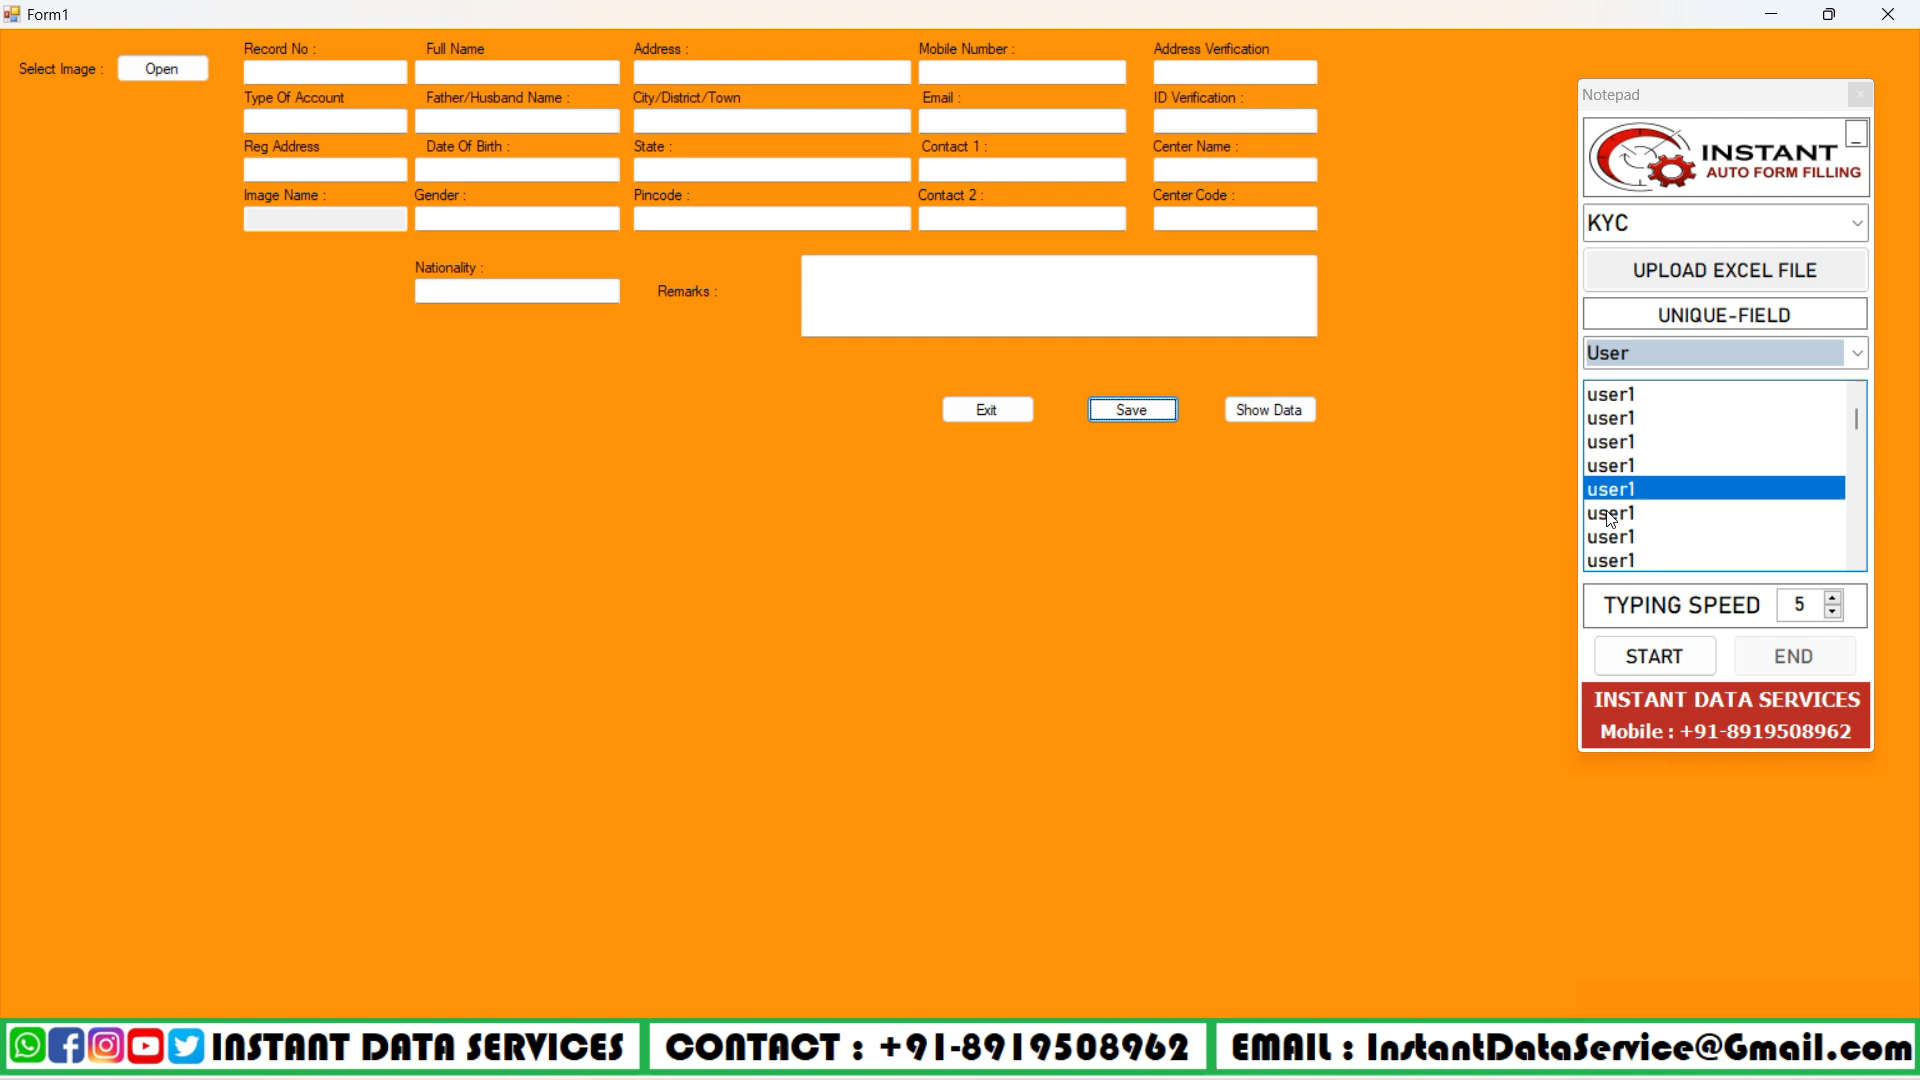 Form1
Select Image :
Open
Record No :
Full Name
Address :
Mobile Number :
Address Verification
Type Of Account
Father/Husband Name :
City/District/Town
Email :
ID Verification :
Reg Address
Date Of Birth :
State :
Contact 1 :
Center Name :
Image Name :
Gender :
Pincode :
Contact 2 :
Center Code :
Nationality :
Remarks :
Exit
Save
Show Data
Notepad
INSTANT
AUTO FORM FILLING
KYC
UPLOAD EXCEL FILE
UNIQUE-FIELD
User
user1
user1
user1
user1
user1
user1
user1
user1
TYPING SPEED 5
START
END
INSTANT DATA SERVICES
Mobile : +91-8919508962
INSTANT DATA SERVICES
CONTACT : +91-8919508962
EMAIL : InstantDataService@Gmail.com